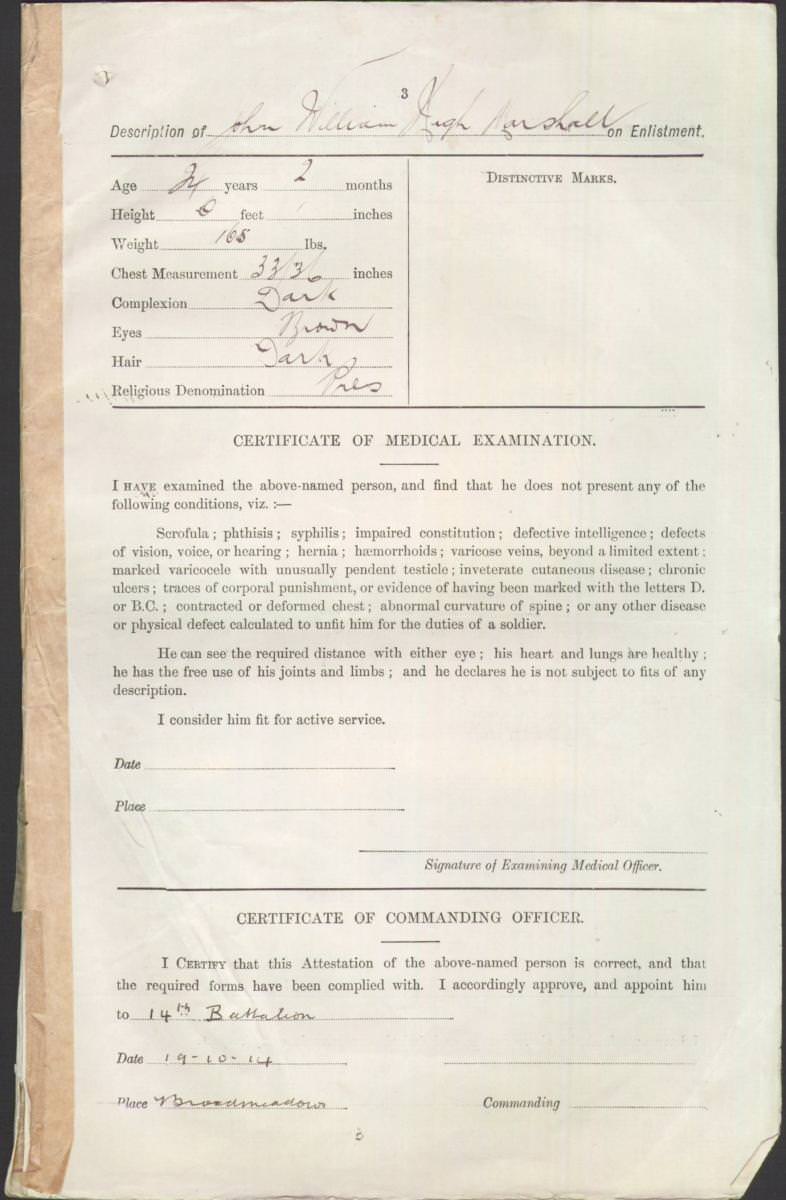 3
Description of John William Hugh Marshall on Enlistment.
Age years 2 months
Height 6 feet inches
Weight 168 lbs.
Chest Measurement 33/36 inches
Complexion Dark
Eyes Brown
Hair Dark
Religious Denomination Pres
DISTINCTIVE MARKS.
CERTIFICATE OF MEDICAL EXAMINATION.
I HAVE examined the above-named person, and find that he does not present any of the
following conditions, viz. :—
Scrofula ; phthisis ; syphilis ; impaired constitution ; defective intelligence ; defects
of vision, voice, or hearing ; hernia ; hæmorrhoids ; varicose veins, beyond a limited extent ;
marked varicocele with unusually pendent testicle ; inveterate cutaneous disease ; chronic
ulcers ; traces of corporal punishment, or evidence of having been marked with the letters D.
or B.C. ; contracted or deformed chest ; abnormal curvature of spine ; or any other disease
or physical defect calculated to unfit him for the duties of a soldier.
He can see the required distance with either eye ; his heart and lungs are healthy ;
he has the free use of his joints and limbs ; and he declares he is not subject to fits of any
description.
I consider him fit for active service.
Date
Place
Signature of Examining Medical Officer.
CERTIFICATE OF COMMANDING OFFICER.
I CERTIFY that this Attestation of the above-named person is correct, and that
the required forms have been complied with. I accordingly approve, and appoint him
to 14th Battalion
Date 19-10-14
Place Broadmeadows
Commanding
3